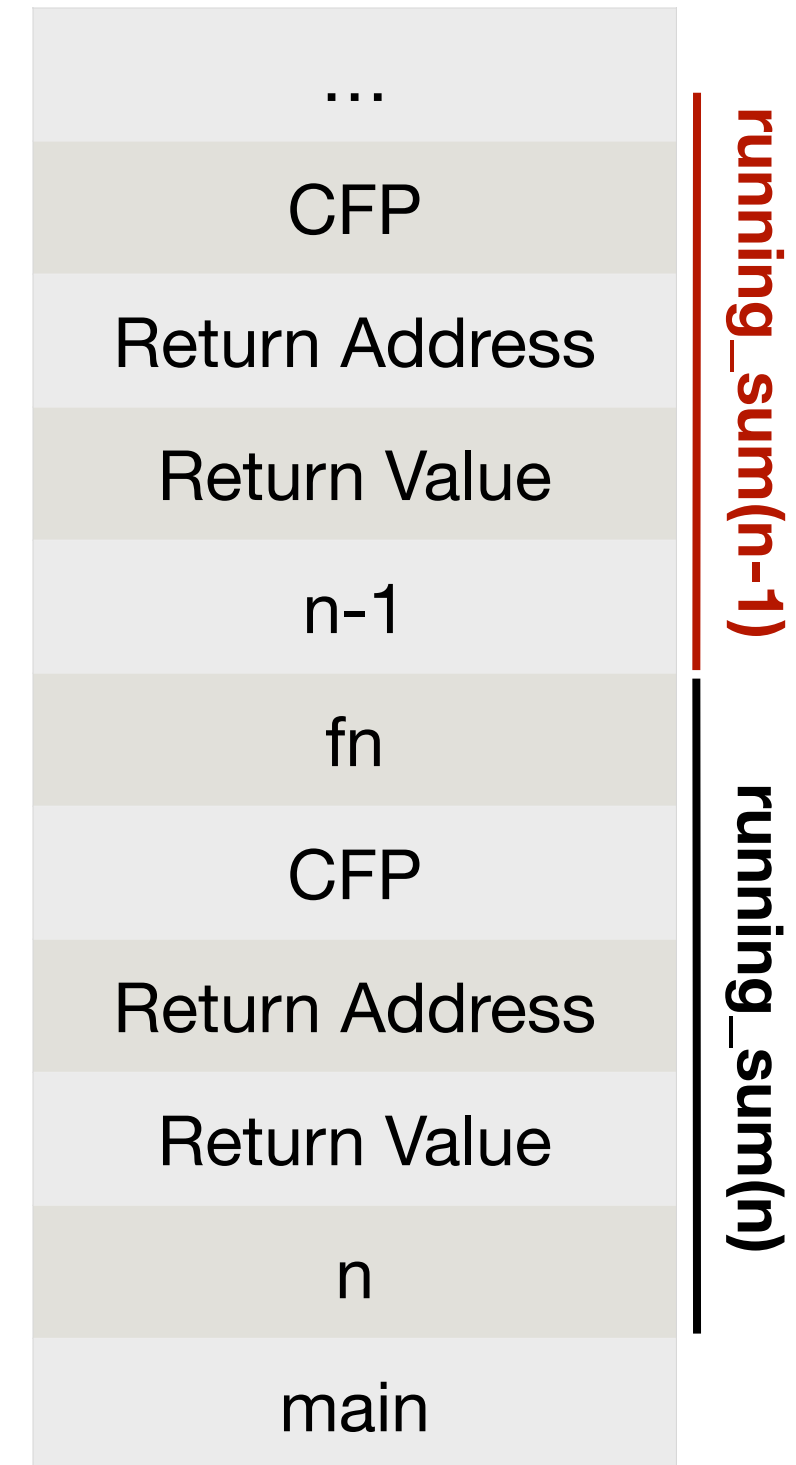 …
CFP
Return Address
Return Value
n-1
fn
CFP
Return Address
Return Value
n
main
running_sum(n-1)
running_sum(n)